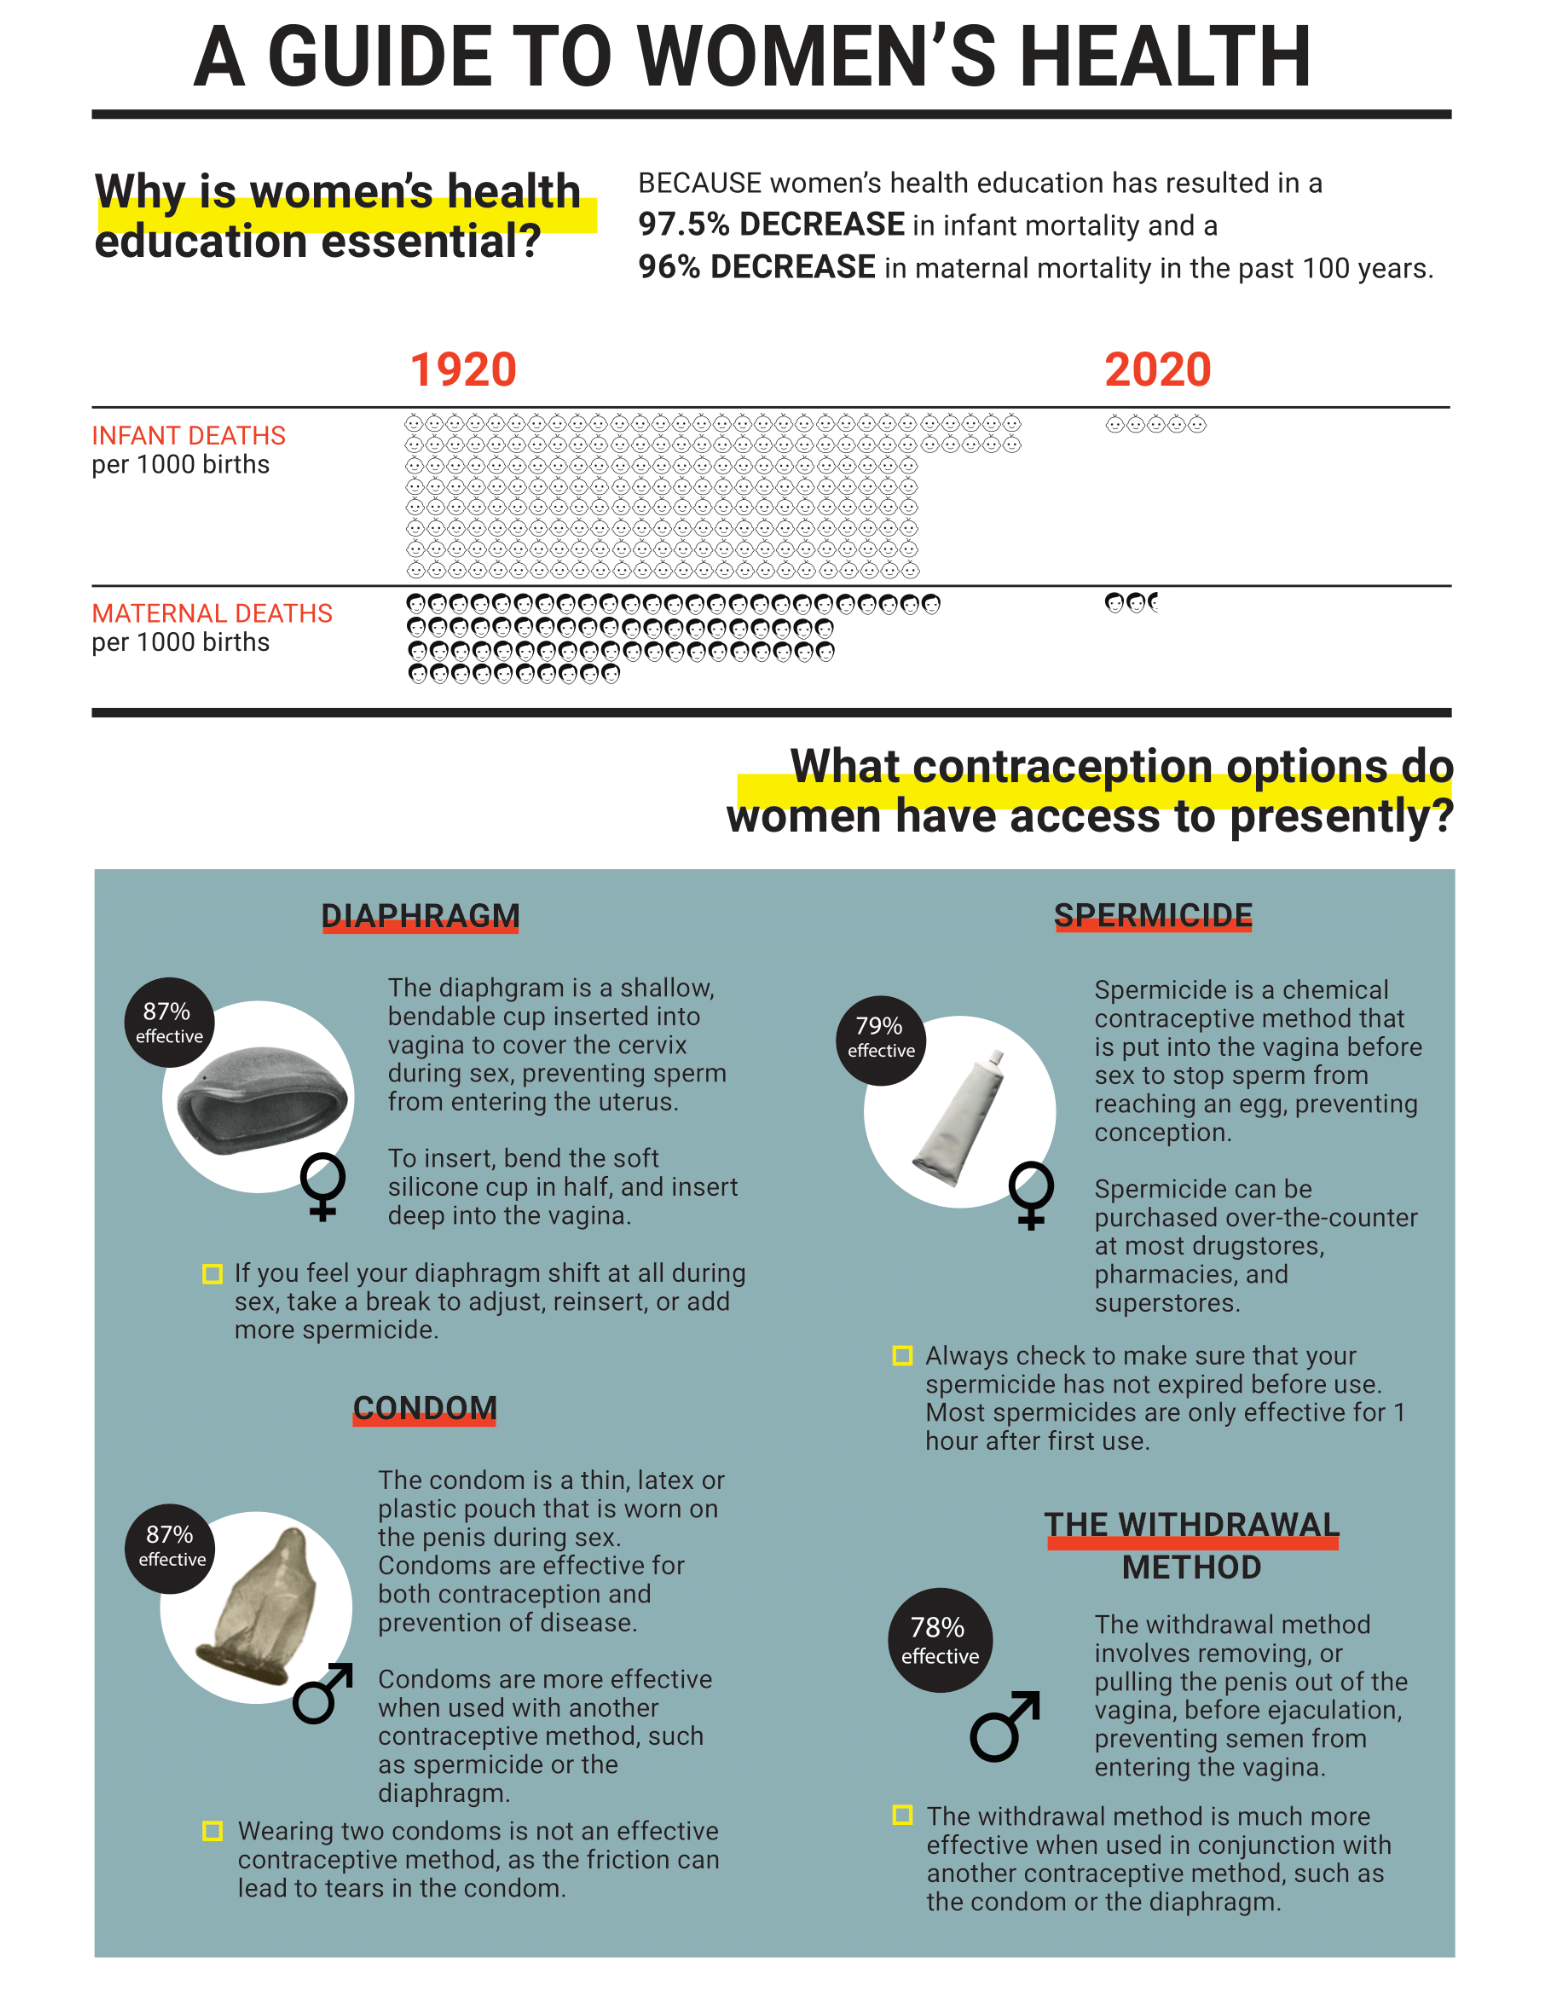 A GUIDE TO WOMEN’S HEALTH
Why is women’s health
education essential?
BECAUSE women’s health education has resulted in a
97.5% DECREASE in infant mortality and a
96% DECREASE in maternal mortality in the past 100 years.
1920
2020
INFANT DEATHS
per 1000 births
MATERNAL DEATHS
per 1000 births
What contraception options do
women have access to presently?
DIAPHRAGM
87%
effective
The diaphgram is a shallow,
bendable cup inserted into
vagina to cover the cervix
during sex, preventing sperm
from entering the uterus.
To insert, bend the soft
silicone cup in half, and insert
deep into the vagina.
If you feel your diaphragm shift at all during
sex, take a break to adjust, reinsert, or add
more spermicide.
CONDOM
87%
effective
The condom is a thin, latex or
plastic pouch that is worn on
the penis during sex.
Condoms are effective for
both contraception and
prevention of disease.
Condoms are more effective
when used with another
contraceptive method, such
as spermicide or the
diaphragm.
Wearing two condoms is not an effective
contraceptive method, as the friction can
lead to tears in the condom.
SPERMICIDE
79%
effective
Spermicide is a chemical
contraceptive method that
is put into the vagina before
sex to stop sperm from
reaching an egg, preventing
conception.
Spermicide can be
purchased over-the-counter
at most drugstores,
pharmacies, and
superstores.
Always check to make sure that your
spermicide has not expired before use.
Most spermicides are only effective for 1
hour after first use.
THE WITHDRAWAL
METHOD
78%
effective
The withdrawal method
involves removing, or
pulling the penis out of the
vagina, before ejaculation,
preventing semen from
entering the vagina.
The withdrawal method is much more
effective when used in conjunction with
another contraceptive method, such as
the condom or the diaphragm.